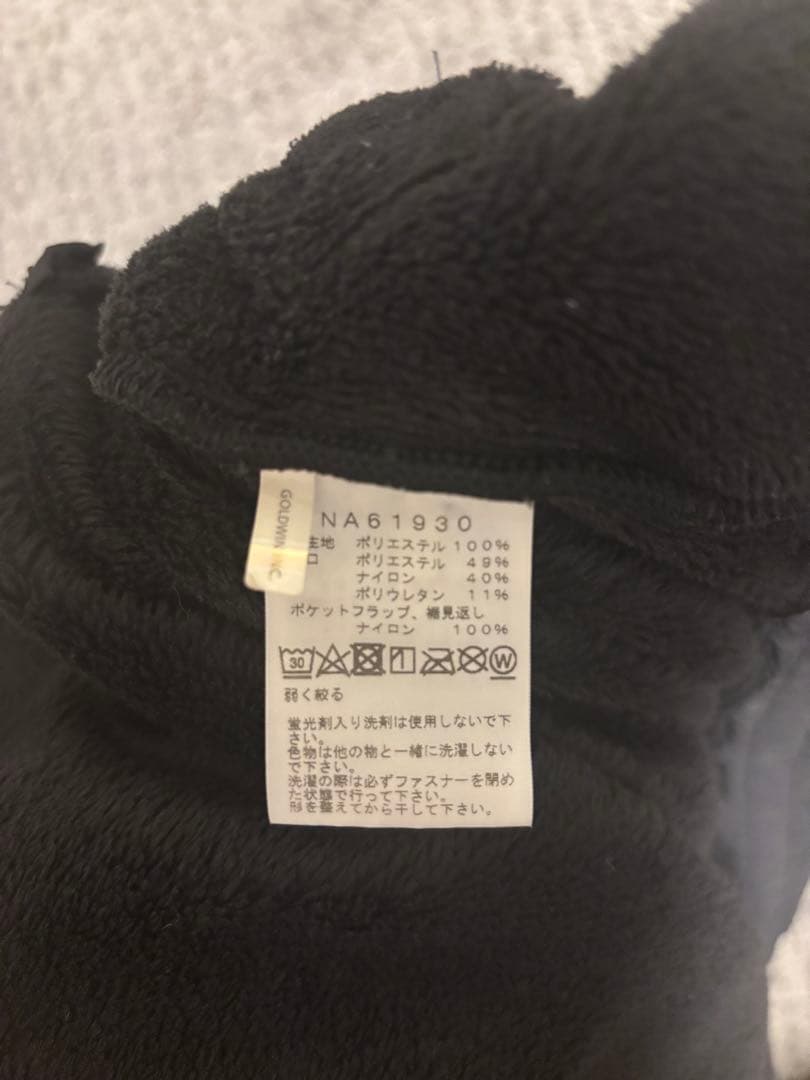 GOLDWIN INC
NA61930
生地 ポリエステル 100%
口 ポリエステル 49%
ナイロン 40%
ポリウレタン 11%
ポケットフラップ、裾見返し
ナイロン 100%
30
W
弱く絞る
蛍光剤入り洗剤は使用しないで下
さい。
色物は他の物と一緒に洗濯しない
で下さい。
洗濯の際は必ずファスナーを閉め
た状態で行って下さい。
形を整えてから干して下さい。